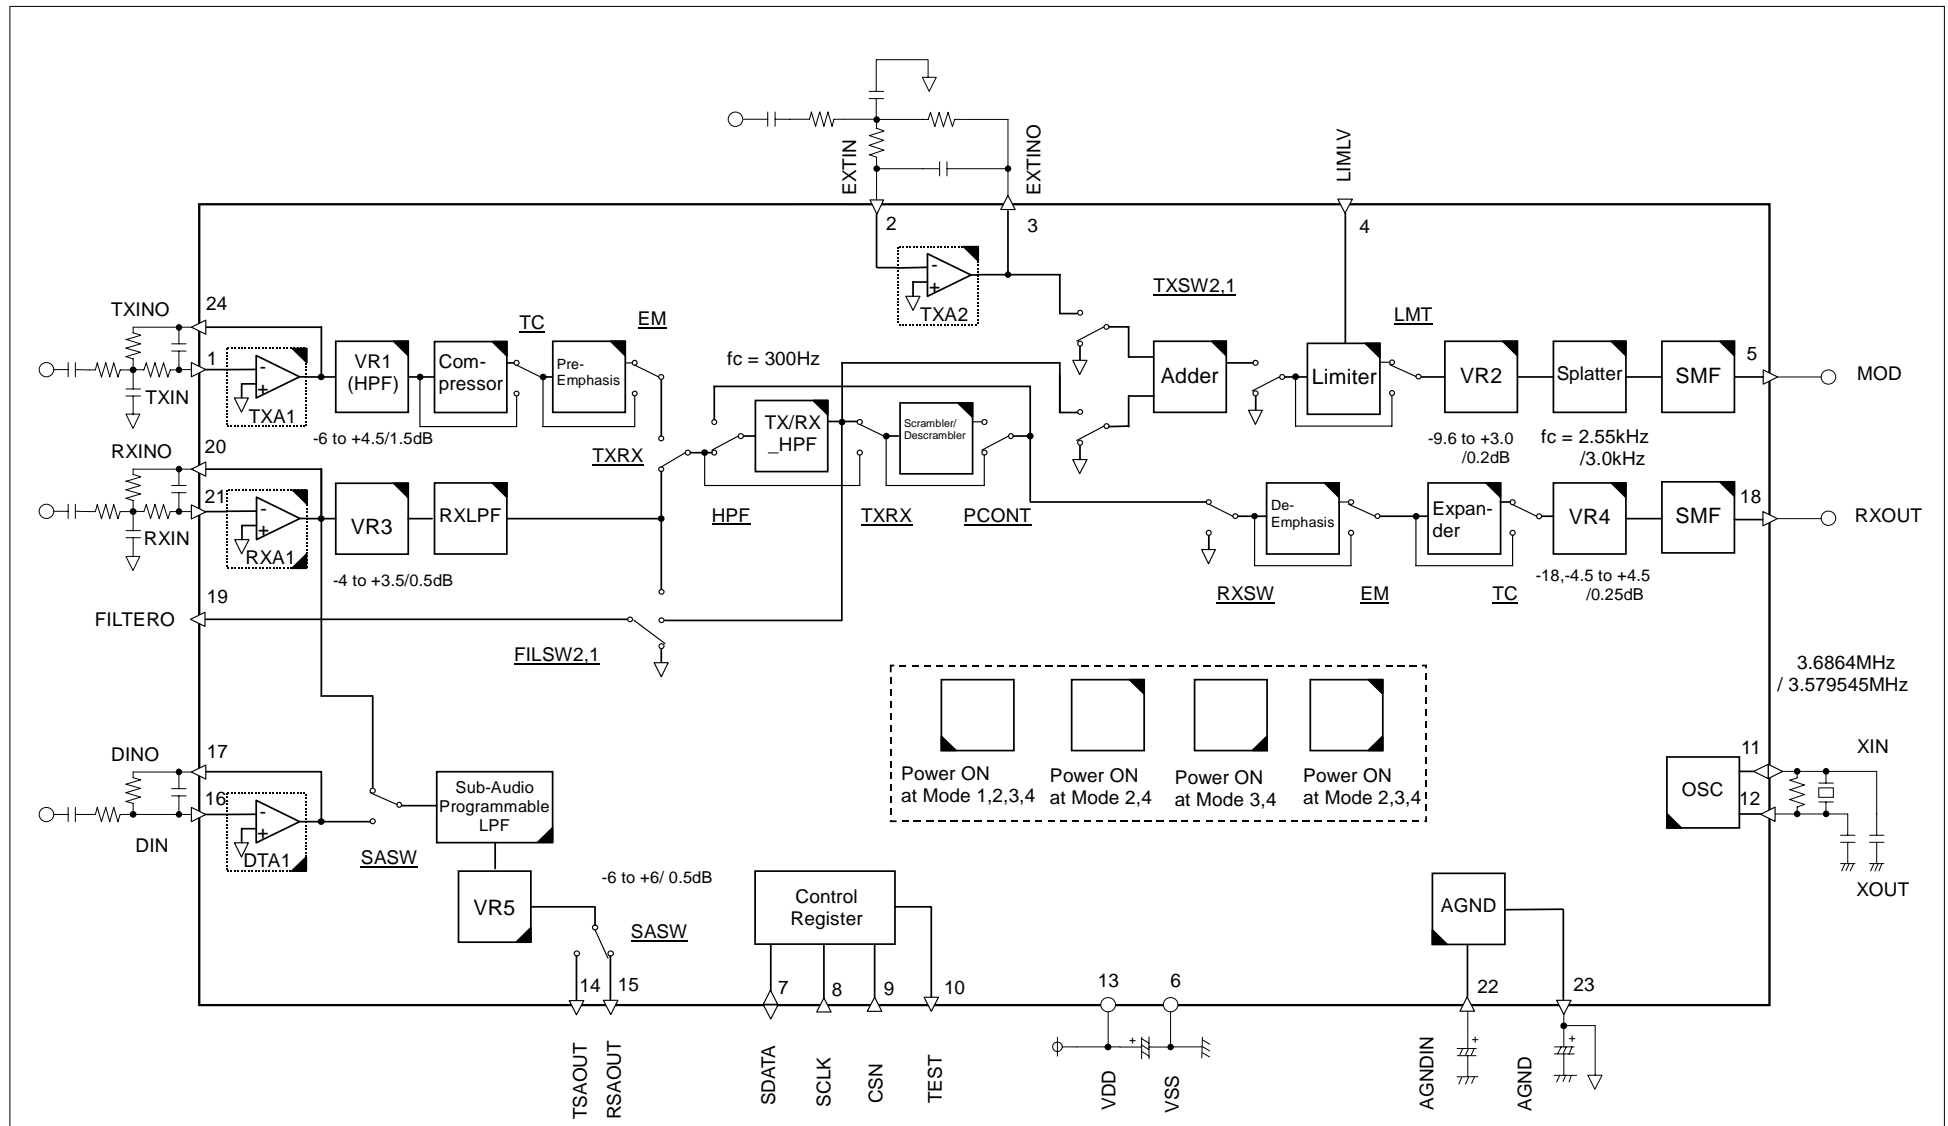 EXTIN
EXTINO
LIMLV
2
3
4
-
+
TXA2
TXSW2,1
LMT
TXINO
24
1
TXIN
-
+
TXA1
VR1
(HPF)
-6 to +4.5/1.5dB
TC
Com-
pressor
EM
Pre-
Emphasis
fc = 300Hz
TX/RX
_HPF
Scrambler/
Descrambler
Adder
Limiter
VR2
-9.6 to +3.0
/0.2dB
Splatter
fc = 2.55kHz
/3.0kHz
SMF
5
MOD
RXINO
20
21
RXIN
-
+
RXA1
VR3
-4 to +3.5/0.5dB
RXLPF
TXRX
HPF
TXRX
PCONT
RXSW
De-
Emphasis
EM
Expan-
der
TC
VR4
-18,-4.5 to +4.5
/0.25dB
SMF
18
RXOUT
19
FILTERO
FILSW2,1
Power ON
at Mode 1,2,3,4
Power ON
at Mode 2,4
Power ON
at Mode 3,4
Power ON
at Mode 2,3,4
3.6864MHz
/ 3.579545MHz
OSC
11
12
XIN
XOUT
DINO
17
16
DIN
-
+
DTA1
SASW
Sub-Audio
Programmable
LPF
VR5
-6 to +6/ 0.5dB
SASW
Control
Register
AGND
14
15
7
8
9
10
13
6
22
23
TSAOUT
RSAOUT
SDATA
SCLK
CSN
TEST
+
VDD
VSS
AGNDIN
+
AGND
+